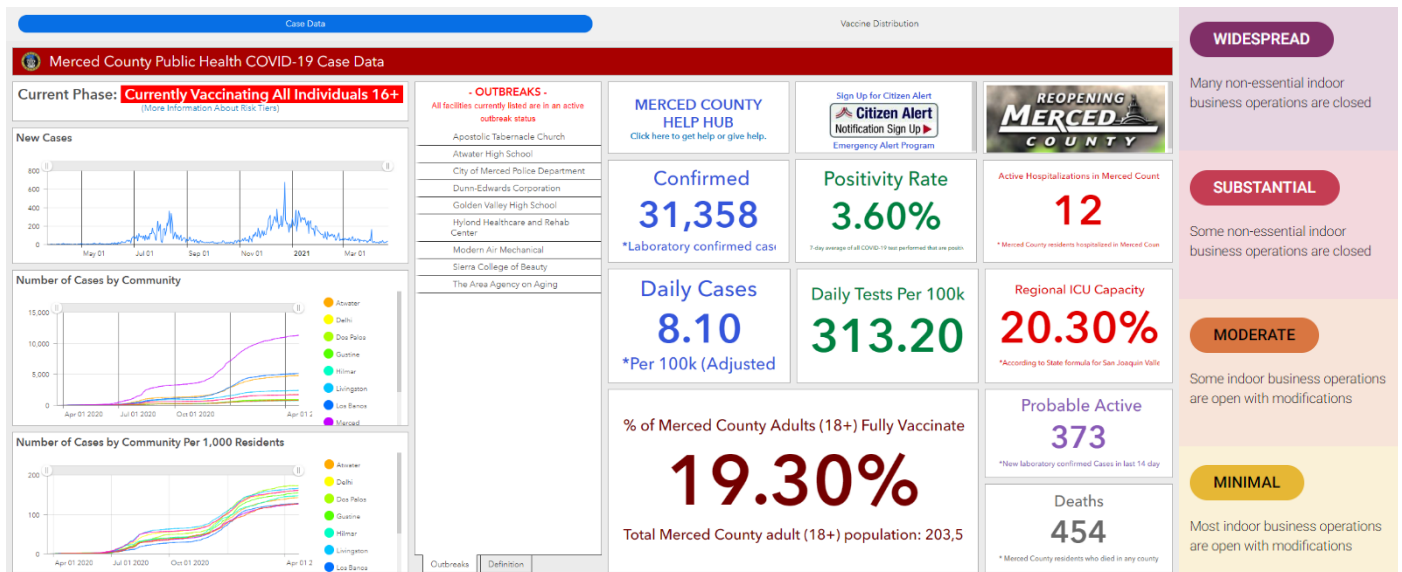 Case Data
Vaccine Distribution
Merced County Public Health COVID-19 Case Data
Current Phase: Currently Vaccinating All Individuals 16+
(More Information About Risk Tiers)
New Cases
800
600
400
200
0
May 01
Jul 01
Sep 01
Nov 01
2021
Mar 01
Number of Cases by Community
15,000
10,000
5,000
0
Apr 01 2020
Jul 01 2020
Oct 01 2020
Apr 01 2
Atwater
Delhi
Dos Palos
Gustine
Hilmar
Livingston
Los Banos
Merced
Number of Cases by Community Per 1,000 Residents
200
100
0
Apr 01 2020
Jul 01 2020
Oct 01 2020
Apr 01 2
Atwater
Delhi
Dos Palos
Gustine
Hilmar
Livingston
Los Banos
- OUTBREAKS -
All facilities currently listed are in an active
outbreak status
Apostolic Tabernacle Church
Atwater High School
City of Merced Police Department
Dunn-Edwards Corporation
Golden Valley High School
Hylond Healthcare and Rehab
Center
Modern Air Mechanical
Sierra College of Beauty
The Area Agency on Aging
Outbreaks
Definition
MERCED COUNTY
HELP HUB
Click here to get help or give help.
Sign Up for Citizen Alert
Citizen Alert
Notification Sign Up
Emergency Alert Program
REOPENING
MERCED
COUNTY
Confirmed
31,358
*Laboratory confirmed case
Positivity Rate
3.60%
7-day average of all COVID-19 test performed that are positiv
Active Hospitalizations in Merced Count
12
* Merced County residents hospitalized in Merced Coun
Daily Cases
8.10
*Per 100k (Adjusted
Daily Tests Per 100k
313.20
Regional ICU Capacity
20.30%
*According to State formula for San Joaquin Valle
% of Merced County Adults (18+) Fully Vaccinate
19.30%
Total Merced County adult (18+) population: 203,5
Probable Active
373
*New laboratory confirmed Cases in last 14 day
Deaths
454
* Merced County residents who died in any county
WIDESPREAD
Many non-essential indoor
business operations are closed
SUBSTANTIAL
Some non-essential indoor
business operations are closed
MODERATE
Some indoor business operations
are open with modifications
MINIMAL
Most indoor business operations
are open with modifications